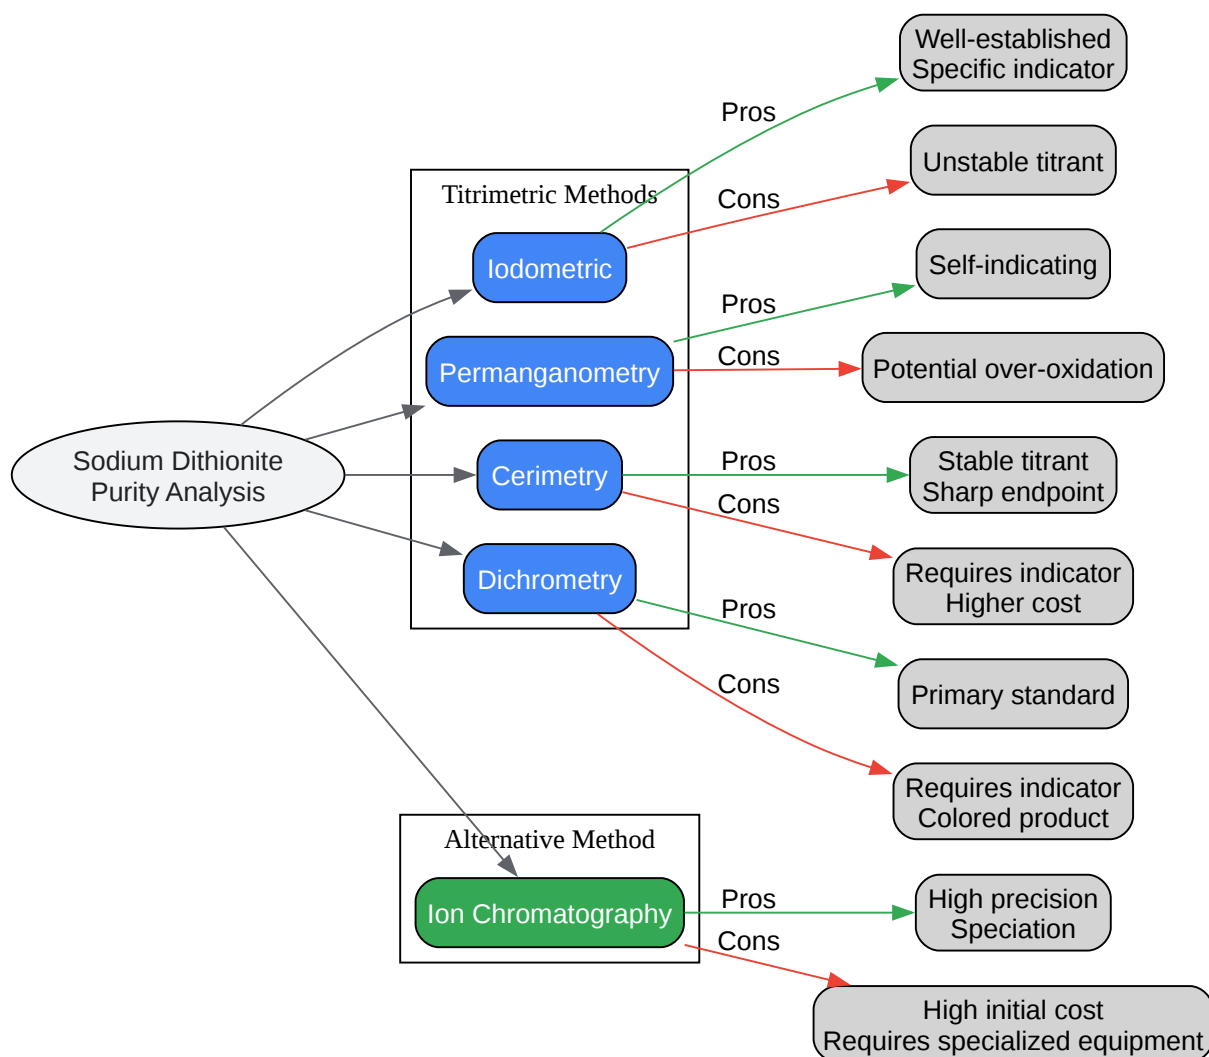 Well-established
Specific indicator
Pros
Unstable titrant
Titrimetric Methods
Cons
Iodometric
Self-indicating
Pros
Permanganometry
Cons
Potential over-oxidation
Sodium Dithionite
Purity Analysis
Cerimetry
Pros
Stable titrant
Sharp endpoint
Cons
Dichrometry
Requires indicator
Higher cost
Pros
Primary standard
Cons
Requires indicator
Colored product
Alternative Method
Ion Chromatography
Pros
High precision
Speciation
Cons
High initial cost
Requires specialized equipment